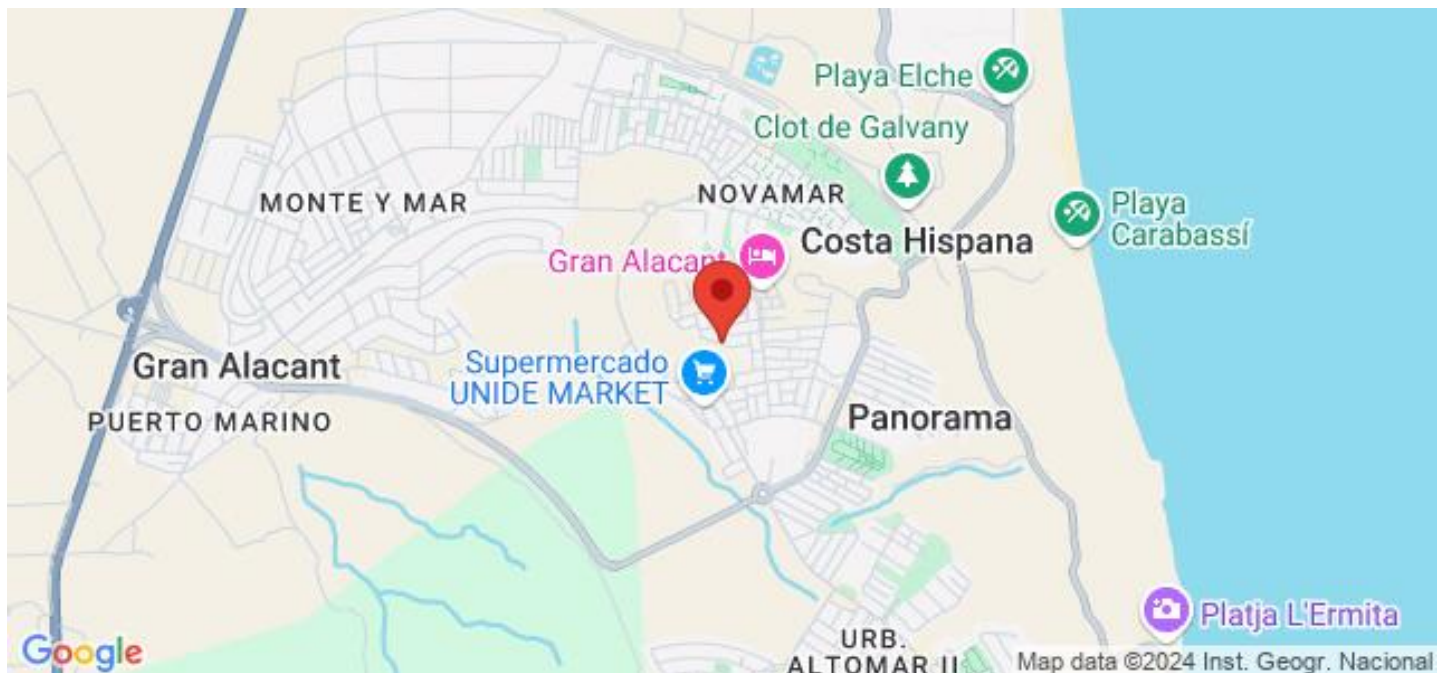 Playa Elche
Clot de Galvany
MONTE Y MAR
NOVAMAR
Playa
Carabassí
Costa Hispana
Gran Alacant
Supermercado
UNIDE MARKET
Gran Alacant
PUERTO MARINO
Panorama
Platja L'Ermita
URB.
ALTOMAR II
Google
Map data ©2024 Inst. Geogr. Nacional